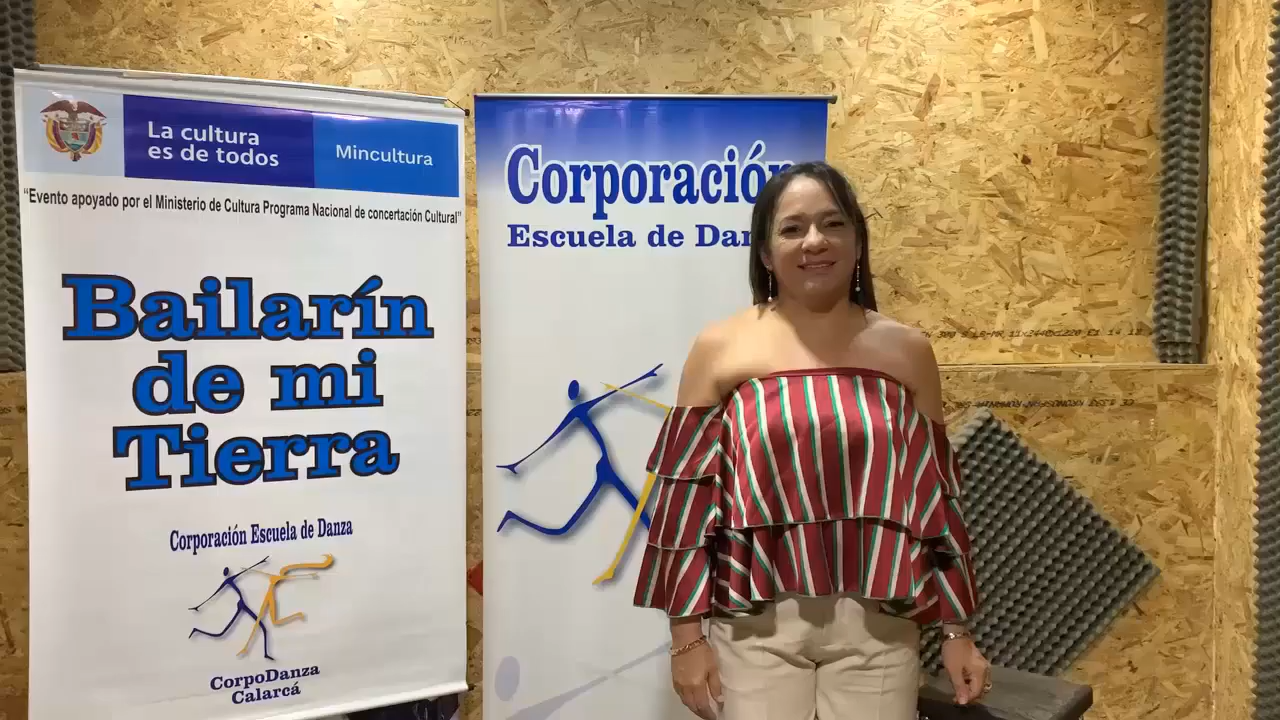 La cultura
es de todos
Mincultura
"Evento apoyado por el Ministerio de Cultura Programa Nacional de concertación Cultural"
Bailarín
de mi
Tierra
Corporación Escuela de Danza
CorpoDanza
Calarcá
Corporación
Escuela de